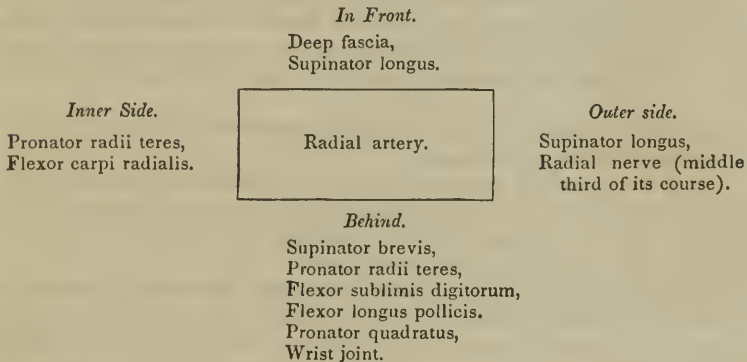 In Front.
Deep fascia,
Supinator longus.
Inner Side.
Pronator radii teres,
Flexor carpi radialis.
Radial artery.
Outer side.
Supinator longus,
Radial nerve (middle
third of its course).
Behind.
Supinator brevis,
Pronator radii teres,
Flexor sublimis digitorum,
Flexor longus pollicis.
Pronator quadratus,
Wrist joint.